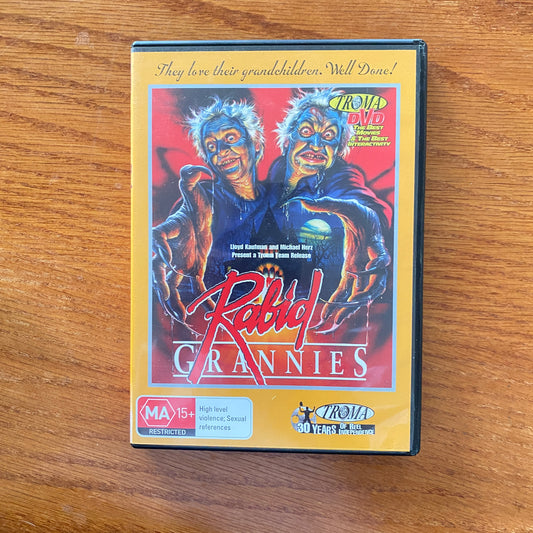 They love their grandchildren. Well Done!
TROMA
DVD
THE BEST
MOVIES
& THE BEST
INTERACTIVITY
Lloyd Kaufman and Michael Herz
Present a Troma Team Release
Rabid
GRANNIES
MA 15+
RESTRICTED
High level
violence; Sexual
references
TROMA
30 YEARS OF REEL
INDEPENDENCE